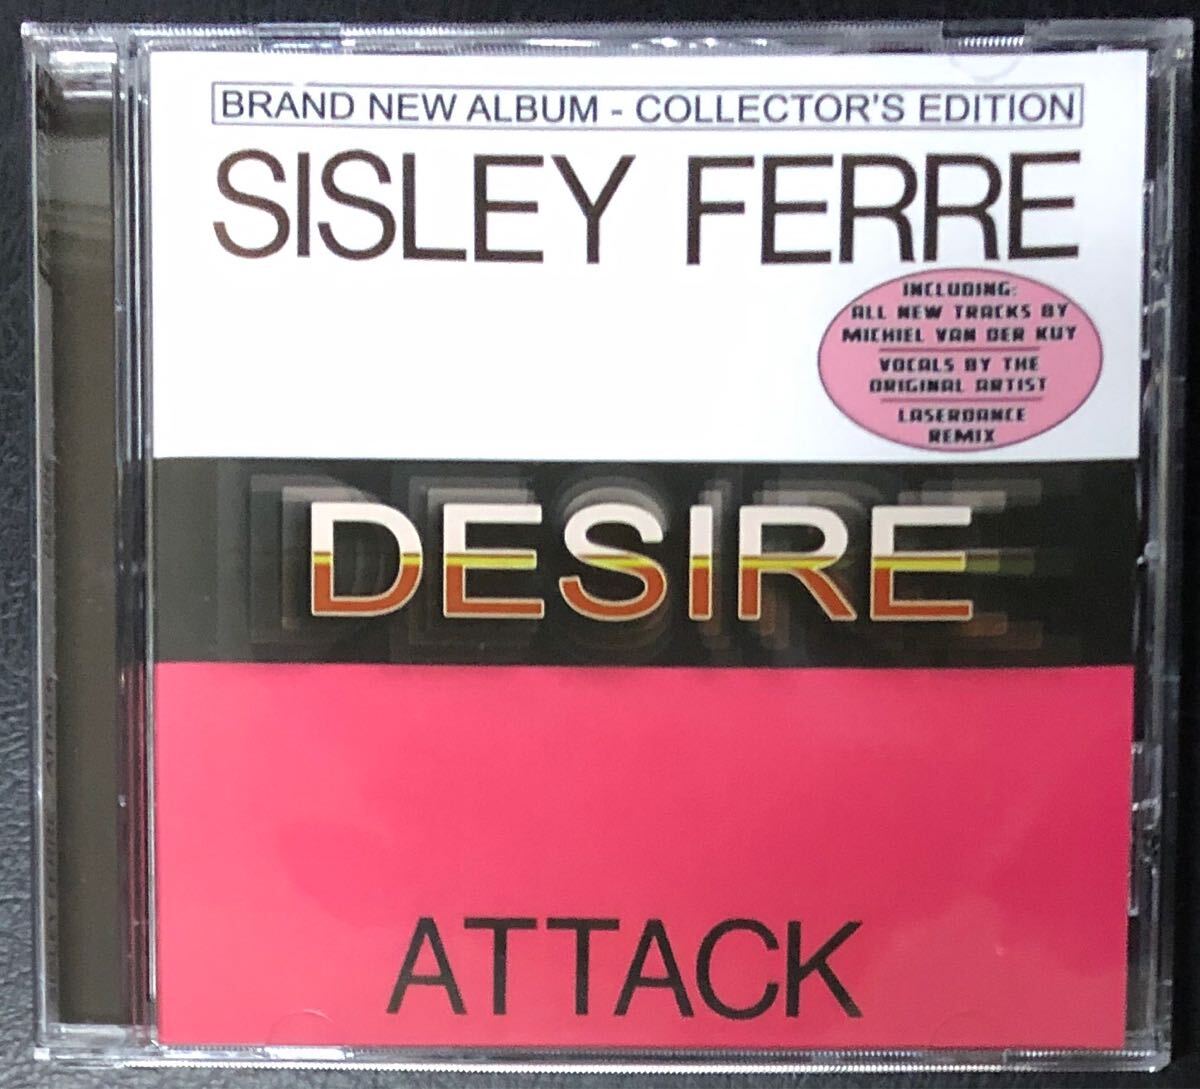 BRAND NEW ALBUM - COLLECTOR'S EDITION
SISLEY FERRE
INCLUDING:
ALL NEW TRACKS BY
MICHIEL VAN DER KUY
VOCALS BY THE
ORIGINAL ARTIST
LASERDANCE
REMIX
DESIRE
ATTACK